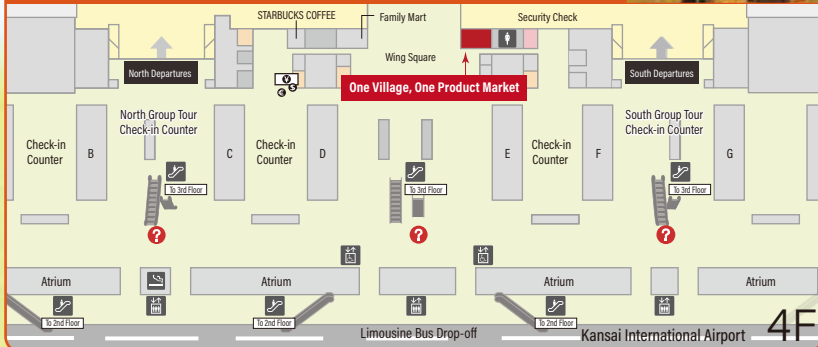 STARBUCKS COFFEE
Family Mart
Security Check
Wing Square
North Departures
South Departures
¥
$
€
One Village, One Product Market
North Group Tour
Check-in Counter
South Group Tour
Check-in Counter
Check-in
Counter
B
C
Check-in
Counter
D
E
Check-in
Counter
F
G
To 3rd Floor
To 3rd Floor
To 3rd Floor
?
?
?
Atrium
Atrium
Atrium
Atrium
To 2nd Floor
To 2nd Floor
To 2nd Floor
Limousine Bus Drop-off
Kansai International Airport
4F